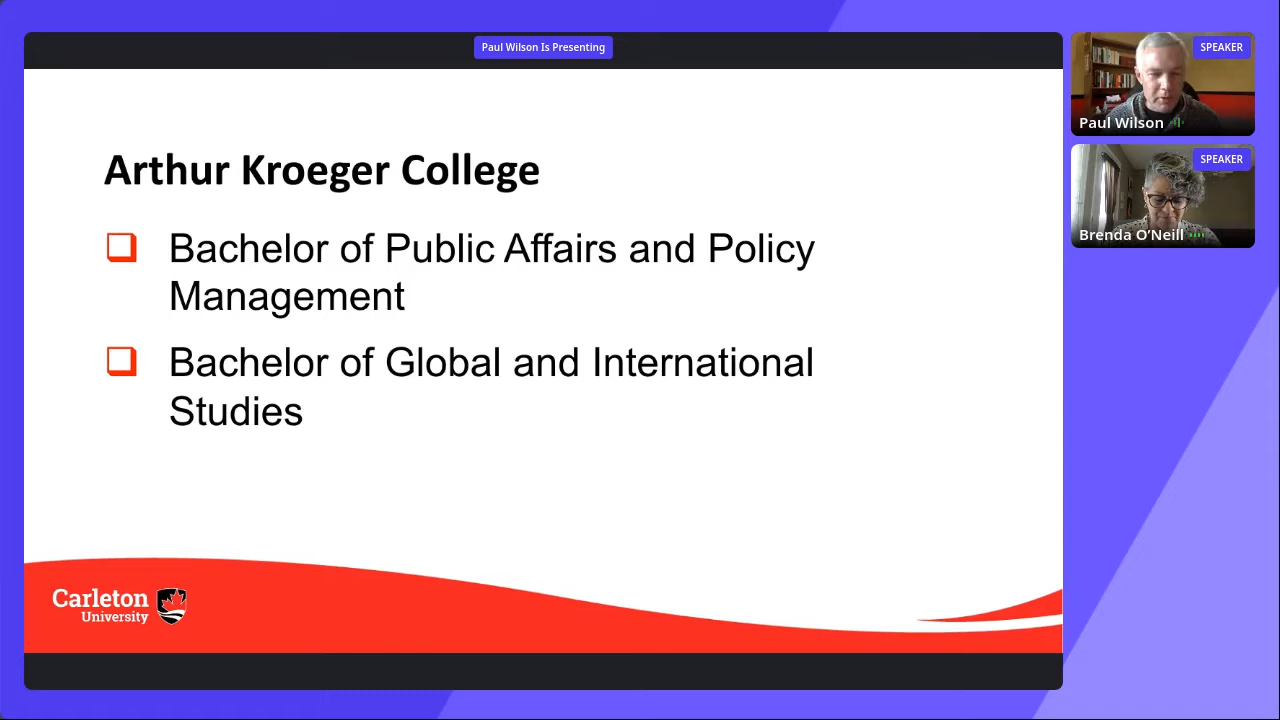 Paul Wilson Is Presenting
Arthur Kroeger College
❑ Bachelor of Public Affairs and Policy
Management
❑ Bachelor of Global and International
Studies
Carleton
University
SPEAKER
Paul Wilson
SPEAKER
Brenda O'Neill